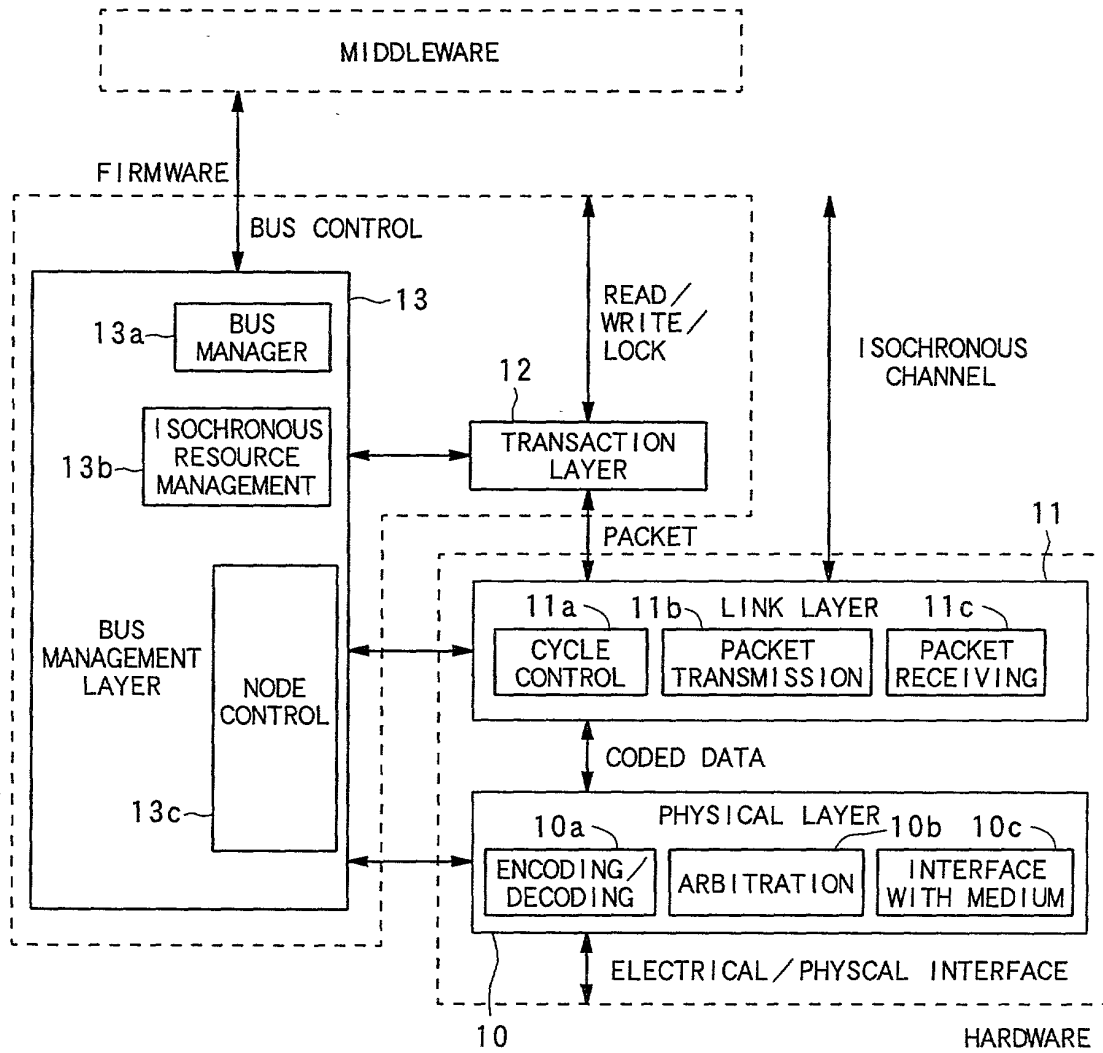 MIDDLEWARE
FIRMWARE
BUS CONTROL
13
13a
BUS
MANAGER
READ/
WRITE/
LOCK
ISOCHRONOUS
CHANNEL
12
13b
ISOCHRONOUS
RESOURCE
MANAGEMENT
TRANSACTION
LAYER
PACKET
11
BUS
MANAGEMENT
LAYER
NODE
CONTROL
13c
LINK LAYER
11a
11b
11c
CYCLE
CONTROL
PACKET
TRANSMISSION
PACKET
RECEIVING
CODED DATA
PHYSICAL LAYER
10a
10b
10c
ENCODING/
DECODING
ARBITRATION
INTERFACE
WITH MEDIUM
ELECTRICAL/PHYSCAL INTERFACE
10
HARDWARE